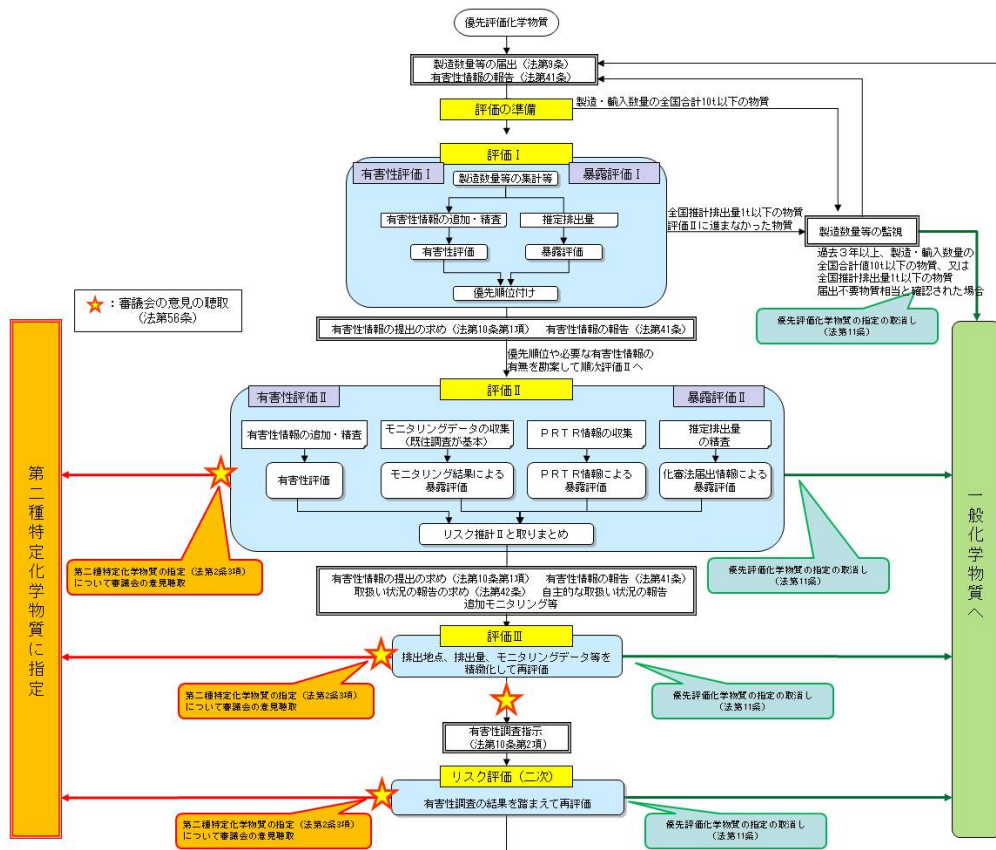 優先評価化学物質
製造数量等の届出（法第9条）
有害性情報の報告（法第41条）
評価の準備
製造・輸入数量の全国合計10t以下の物質
評価Ⅰ
有害性評価Ⅰ
暴露評価Ⅰ
製造数量等の集計等
有害性情報の追加・精査
推定排出量
有害性評価
暴露評価
優先順位付け
全国推計排出量1t以下の物質
評価Ⅱに進まなかった物質
製造数量等の監視
過去３年以上、製造・輸入数量の
全国合計値10t以下の物質、又は
全国推計排出量1t以下の物質
届出不要物質相当と確認された場合
優先評価化学物質の指定の取消し
（法第11条）
：審議会の意見の聴取
（法第56条）
有害性情報の提出の求め（法第10条第1項）　有害性情報の報告（法第41条）
優先順位や必要な有害性情報の
有無を勘案して順次評価Ⅱへ
評価Ⅱ
有害性評価Ⅱ
暴露評価Ⅱ
有害性情報の追加・精査
モニタリングデータの収集
（既往調査が基本）
ＰＲＴＲ情報の収集
推定排出量
の精査
有害性評価
モニタリング結果による
暴露評価
ＰＲＴＲ情報による
暴露評価
化審法届出情報による
暴露評価
リスク推計Ⅱと取りまとめ
第二種特定化学物質の指定（法第2条3項）
について審議会の意見聴取
優先評価化学物質の指定の取消し
（法第11条）
有害性情報の提出の求め（法第10条第1項）　有害性情報の報告（法第41条）
取扱い状況の報告の求め（法第42条）　自主的な取扱い状況の報告
追加モニタリング等
評価Ⅲ
排出地点、排出量、モニタリングデータ等を
精緻化して再評価
第二種特定化学物質の指定（法第2条3項）
について審議会の意見聴取
優先評価化学物質の指定の取消し
（法第11条）
有害性調査指示
（法第10条第2項）
リスク評価（二次）
有害性調査の結果を踏まえて再評価
第二種特定化学物質の指定（法第2条3項）
について審議会の意見聴取
優先評価化学物質の指定の取消し
（法第11条）
第二種特定化学物質に指定
一般化学物質へ